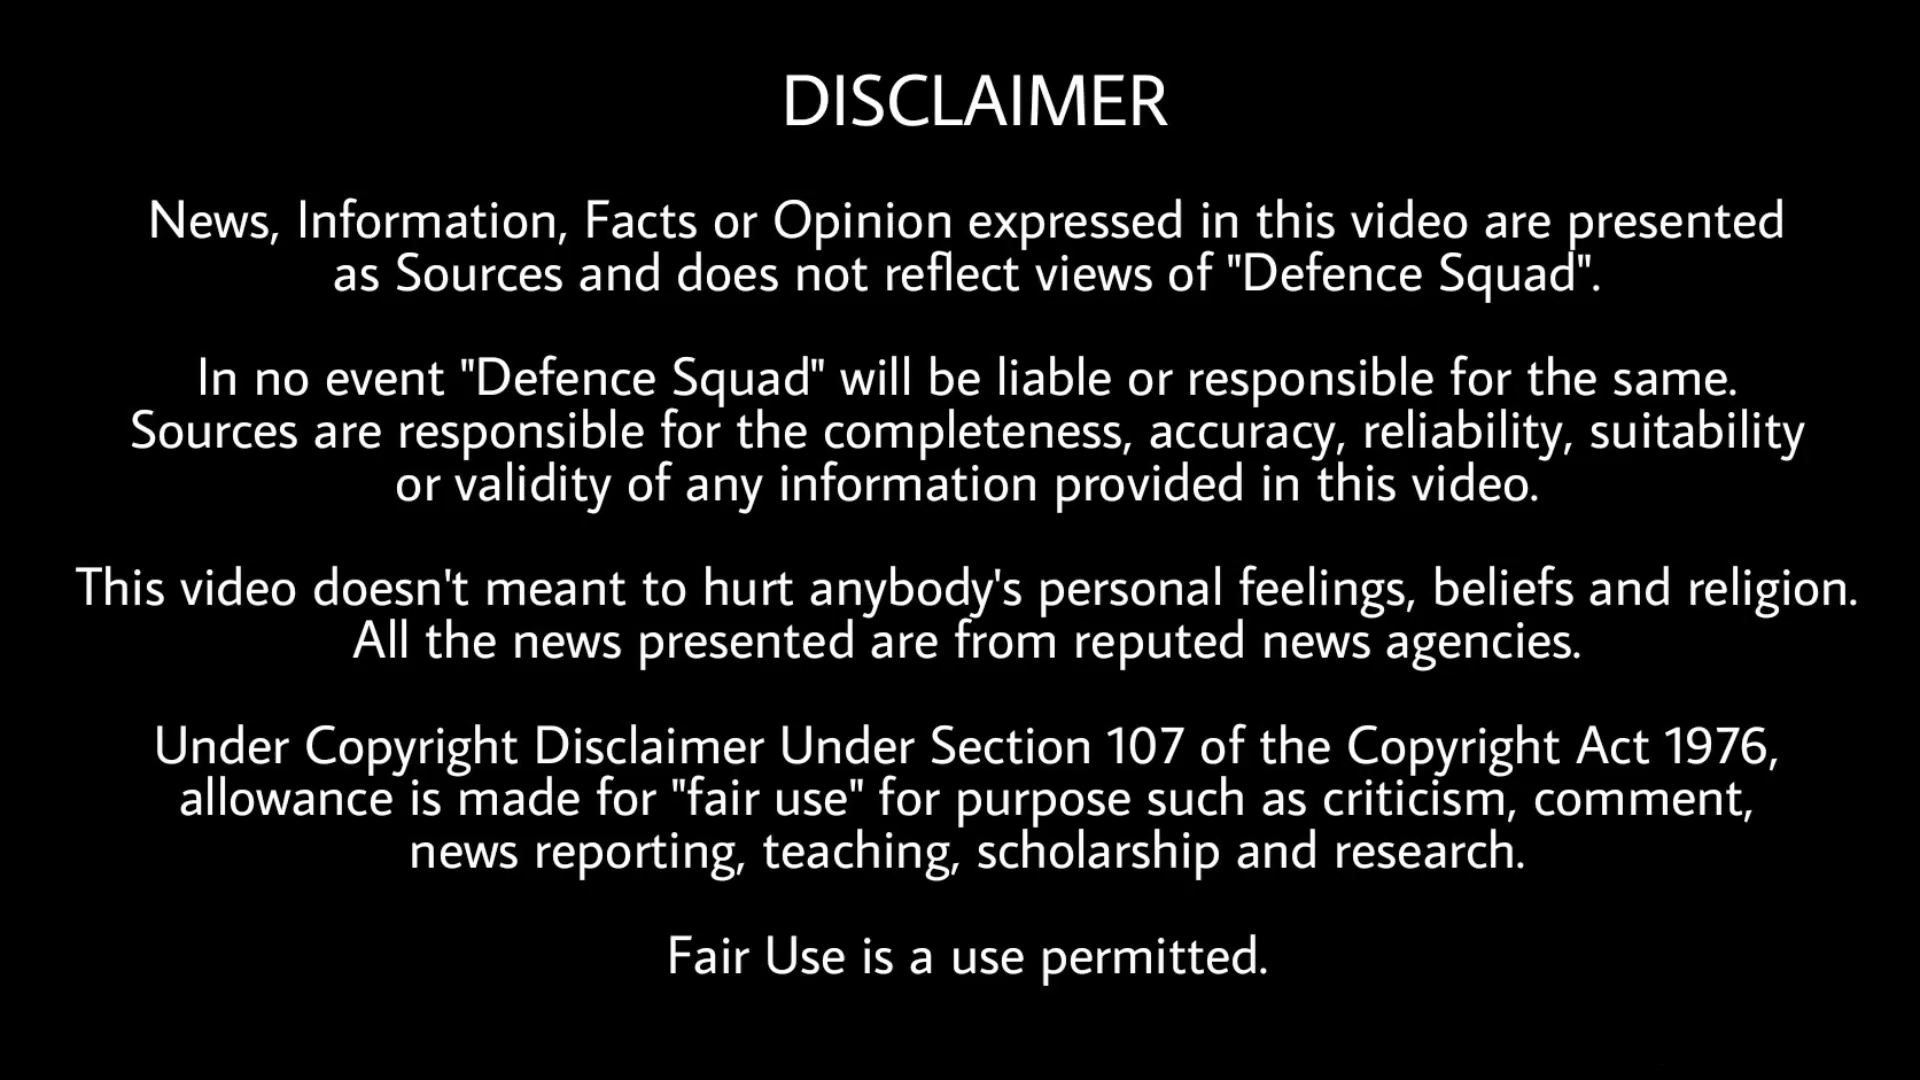 DISCLAIMER
News, Information, Facts or Opinion expressed in this video are presented
as Sources and does not reflect views of "Defence Squad".
In no event "Defence Squad" will be liable or responsible for the same.
Sources are responsible for the completeness, accuracy, reliability, suitability
or validity of any information provided in this video.
This video doesn't meant to hurt anybody's personal feelings, beliefs and religion.
All the news presented are from reputed news agencies.
Under Copyright Disclaimer Under Section 107 of the Copyright Act 1976,
allowance is made for "fair use" for purpose such as criticism, comment,
news reporting, teaching, scholarship and research.
Fair Use is a use permitted.